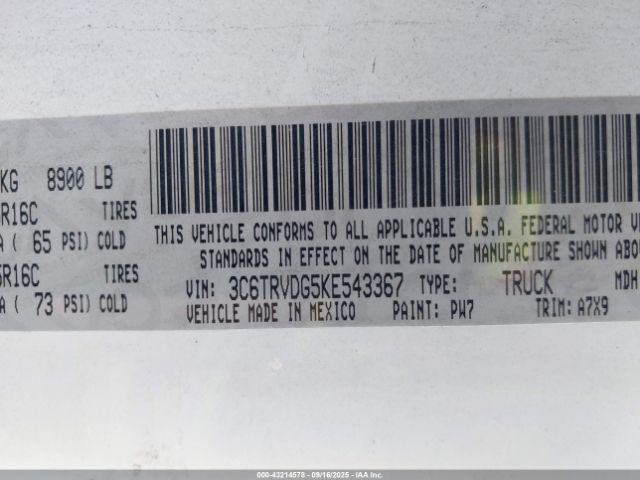 KG 8900 LB
R16C TIRES
A ( 65 PSI) COLD
5R16C TIRES
A ( 73 PSI) COLD
THIS VEHICLE CONFORMS TO ALL APPLICABLE U.S.A. FEDERAL MOTOR VE
STANDARDS IN EFFECT ON THE DATE OF MANUFACTURE SHOWN ABO
VIN: 3C6TRVDG5KE543367 TYPE: TRUCK MDH
VEHICLE MADE IN MEXICO PAINT: PW7 TRIM: A7X9
000-43214578 - 09/16/2025 - IAA Inc.